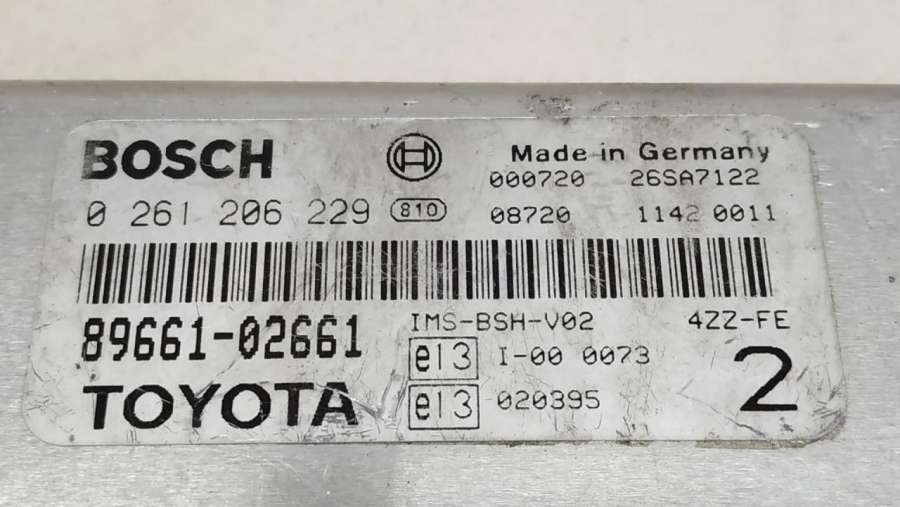 BOSCH
Made in Germany
000720 26SA7122
0 261 206 229 810
08720 1142 0011
89661-02661
IMS-BSH-V02 4ZZ-FE
e13 I-00 0073
2
TOYOTA
e13 020395